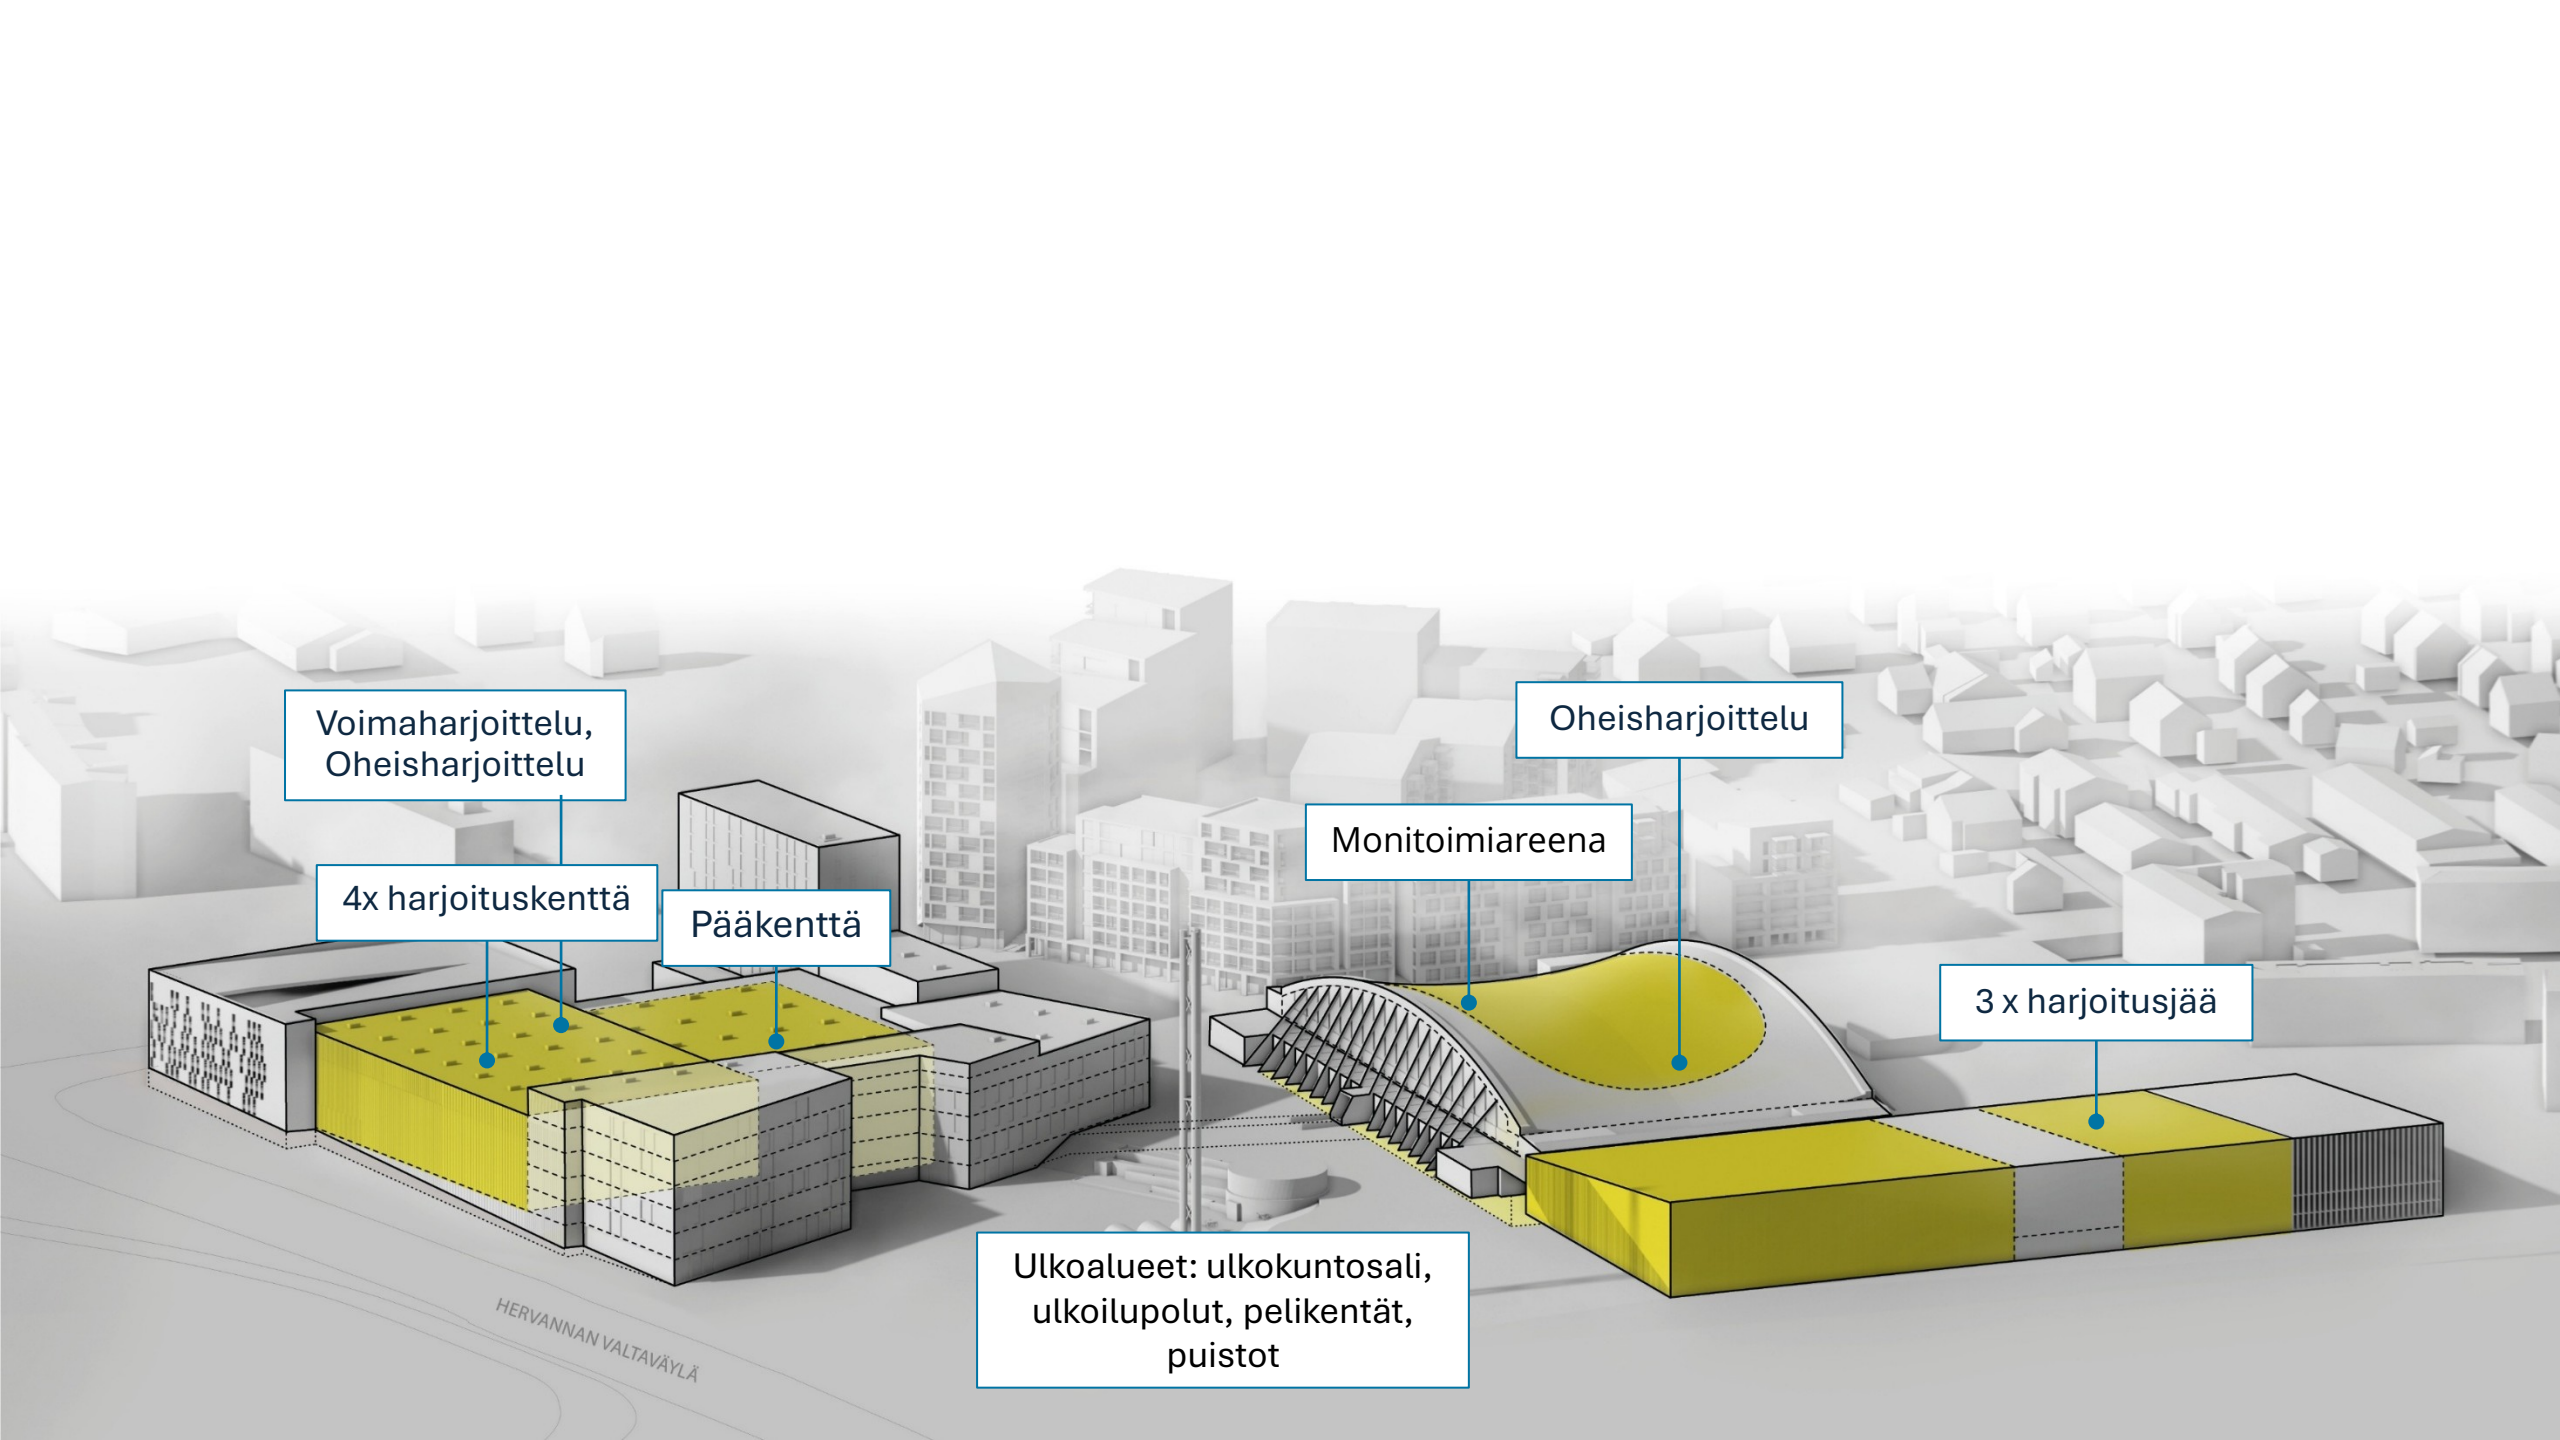 Voimaharjoittelu,
Oheisharjoittelu
Oheisharjoittelu
Monitoimiareena
4x harjoituskenttä
Pääkenttä
3 x harjoitusjää
Ulkoalueet: ulkokuntosali,
ulkoilupolut, pelikentät,
puistot
HERVANNAN VALTAVÄYLÄ